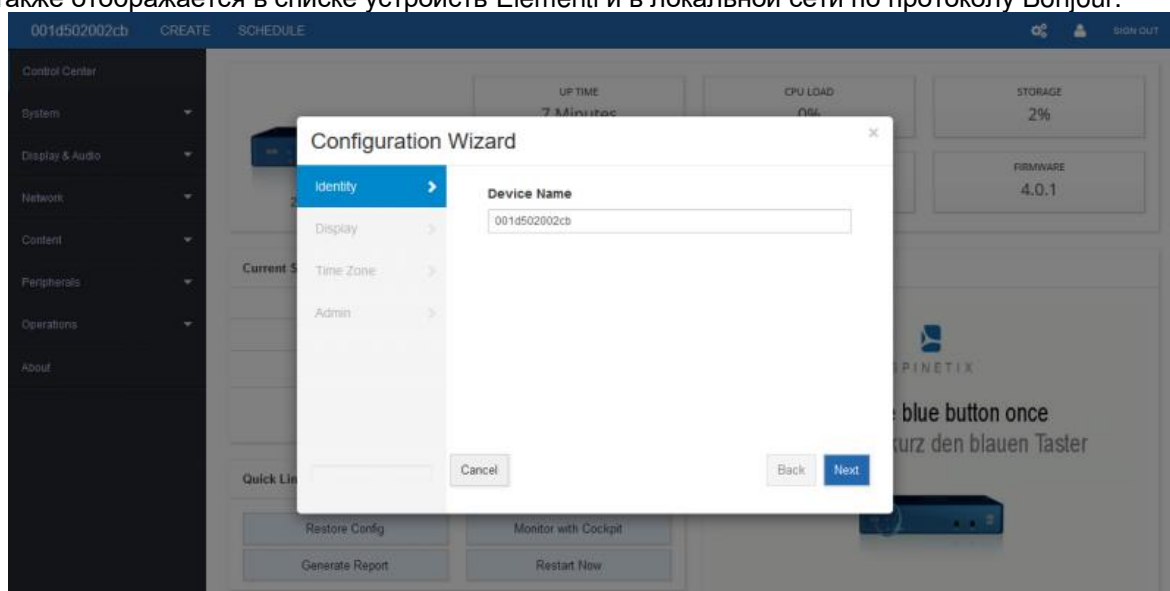 также отображается в списке устройств Elementi и в локальной сети по протоколу Bonjour.
001d502002cb CREATE SCHEDULE SIGN OUT
Control Center
System
Display & Audio
Network
Content
Peripherals
Operations
About
UP TIME
7 Minutes
CPU LOAD
0%
STORAGE
2%
FIRMWARE
4.0.1
Configuration Wizard
Identity
Display
Time Zone
Admin
Device Name
001d502002cb
Cancel
Back
Next
Current S
SPINETIX
blue button once
kurz den blauen Taster
Quick Lin
Restore Config
Monitor with Cockpit
Generate Report
Restart Now